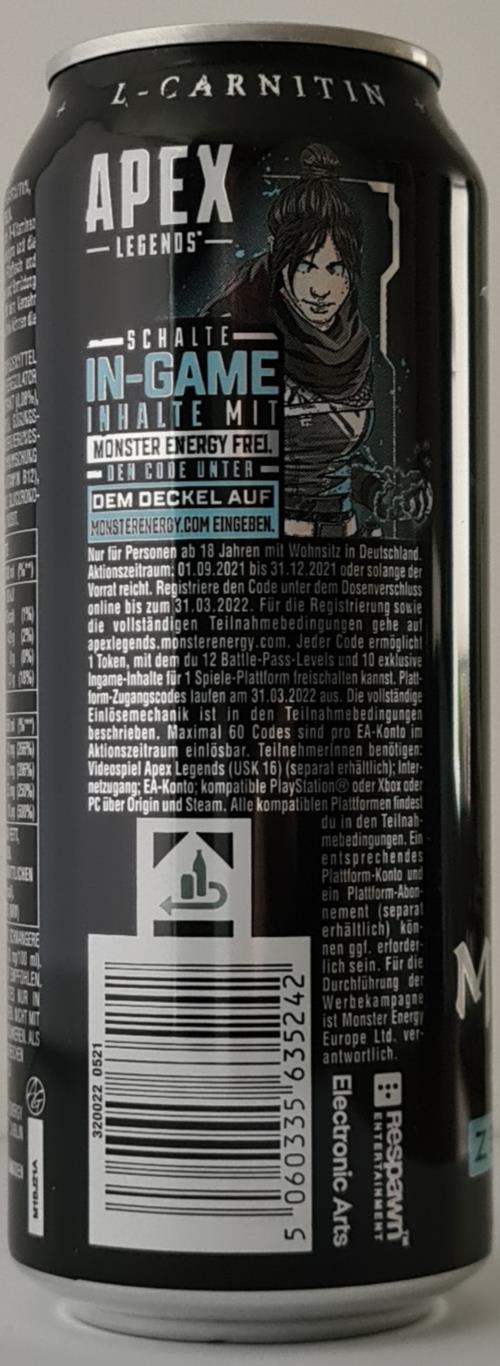 L-CARNITIN
APEX
LEGENDS™
SCHALTE
IN-GAME
INHALTE MIT
MONSTER ENERGY FREI.
DEN CODE UNTER
DEM DECKEL AUF
MONSTERENERGY.COM EINGEBEN.
Nur für Personen ab 18 Jahren mit Wohnsitz in Deutschland.
Aktionszeitraum: 01.09.2021 bis 31.12.2021 oder solange der
Vorrat reicht. Registriere den Code unter dem Dosenverschluss
online bis zum 31.03.2022. Für die Registrierung sowie
die vollständigen Teilnahmebedingungen gehe auf
apexlegends.monsterenergy.com. Jeder Code ermöglicht
1 Token, mit dem du 12 Battle-Pass-Levels und 10 exklusive
Ingame-Inhalte für 1 Spiele-Plattform freischalten kannst. Platt-
form-Zugangscodes laufen am 31.03.2022 aus. Die vollständige
Einlösemechanik ist in den Teilnahmebedingungen
beschrieben. Maximal 60 Codes sind pro EA-Konto im
Aktionszeitraum einlösbar. TeilnehmerInnen benötigen:
Videospiel Apex Legends (USK 16) (separat erhältlich); Inter-
netzugang; EA-Konto; kompatible PlayStation® oder Xbox oder
PC über Origin und Steam. Alle kompatiblen Plattformen findest
du in den Teilnah-
mebedingungen. Ein
entsprechendes
Plattform-Konto und
ein Plattform-Abon-
nement (separat
erhältlich) kön-
nen ggf. erforder-
lich sein. Für die
Durchführung der
Werbekampagne
ist Monster Energy
Europe Ltd. ver-
antwortlich.
320022 0521
5 060335 635242
Electronic Arts
Respawn™
ENTERTAINMENT
M1BJ21A